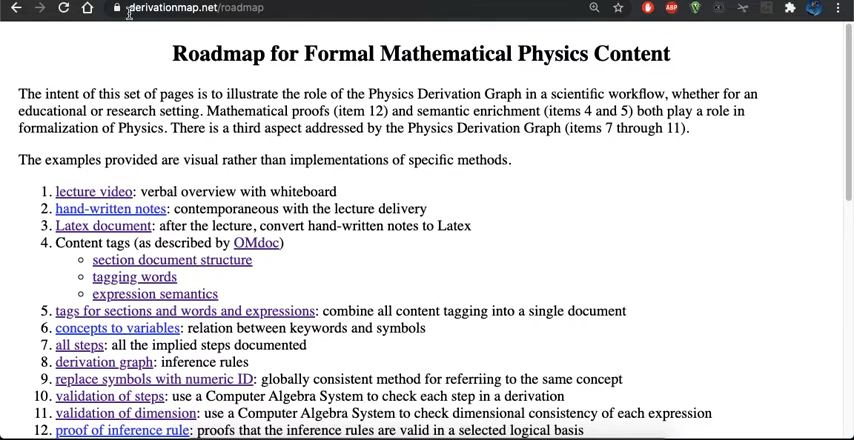 derivationmap.net/roadmap
ABP
Roadmap for Formal Mathematical Physics Content
The intent of this set of pages is to illustrate the role of the Physics Derivation Graph in a scientific workflow, whether for an
educational or research setting. Mathematical proofs (item 12) and semantic enrichment (items 4 and 5) both play a role in
formalization of Physics. There is a third aspect addressed by the Physics Derivation Graph (items 7 through 11).
The examples provided are visual rather than implementations of specific methods.
1. lecture video: verbal overview with whiteboard
2. hand-written notes: contemporaneous with the lecture delivery
3. Latex document: after the lecture, convert hand-written notes to Latex
4. Content tags (as described by OMdoc)
section document structure
tagging words
expression semantics
5. tags for sections and words and expressions: combine all content tagging into a single document
6. concepts to variables: relation between keywords and symbols
7. all steps: all the implied steps documented
8. derivation graph: inference rules
9. replace symbols with numeric ID: globally consistent method for referriing to the same concept
10. validation of steps: use a Computer Algebra System to check each step in a derivation
11. validation of dimension: use a Computer Algebra System to check dimensional consistency of each expression
12. proof of inference rule: proofs that the inference rules are valid in a selected logical basis